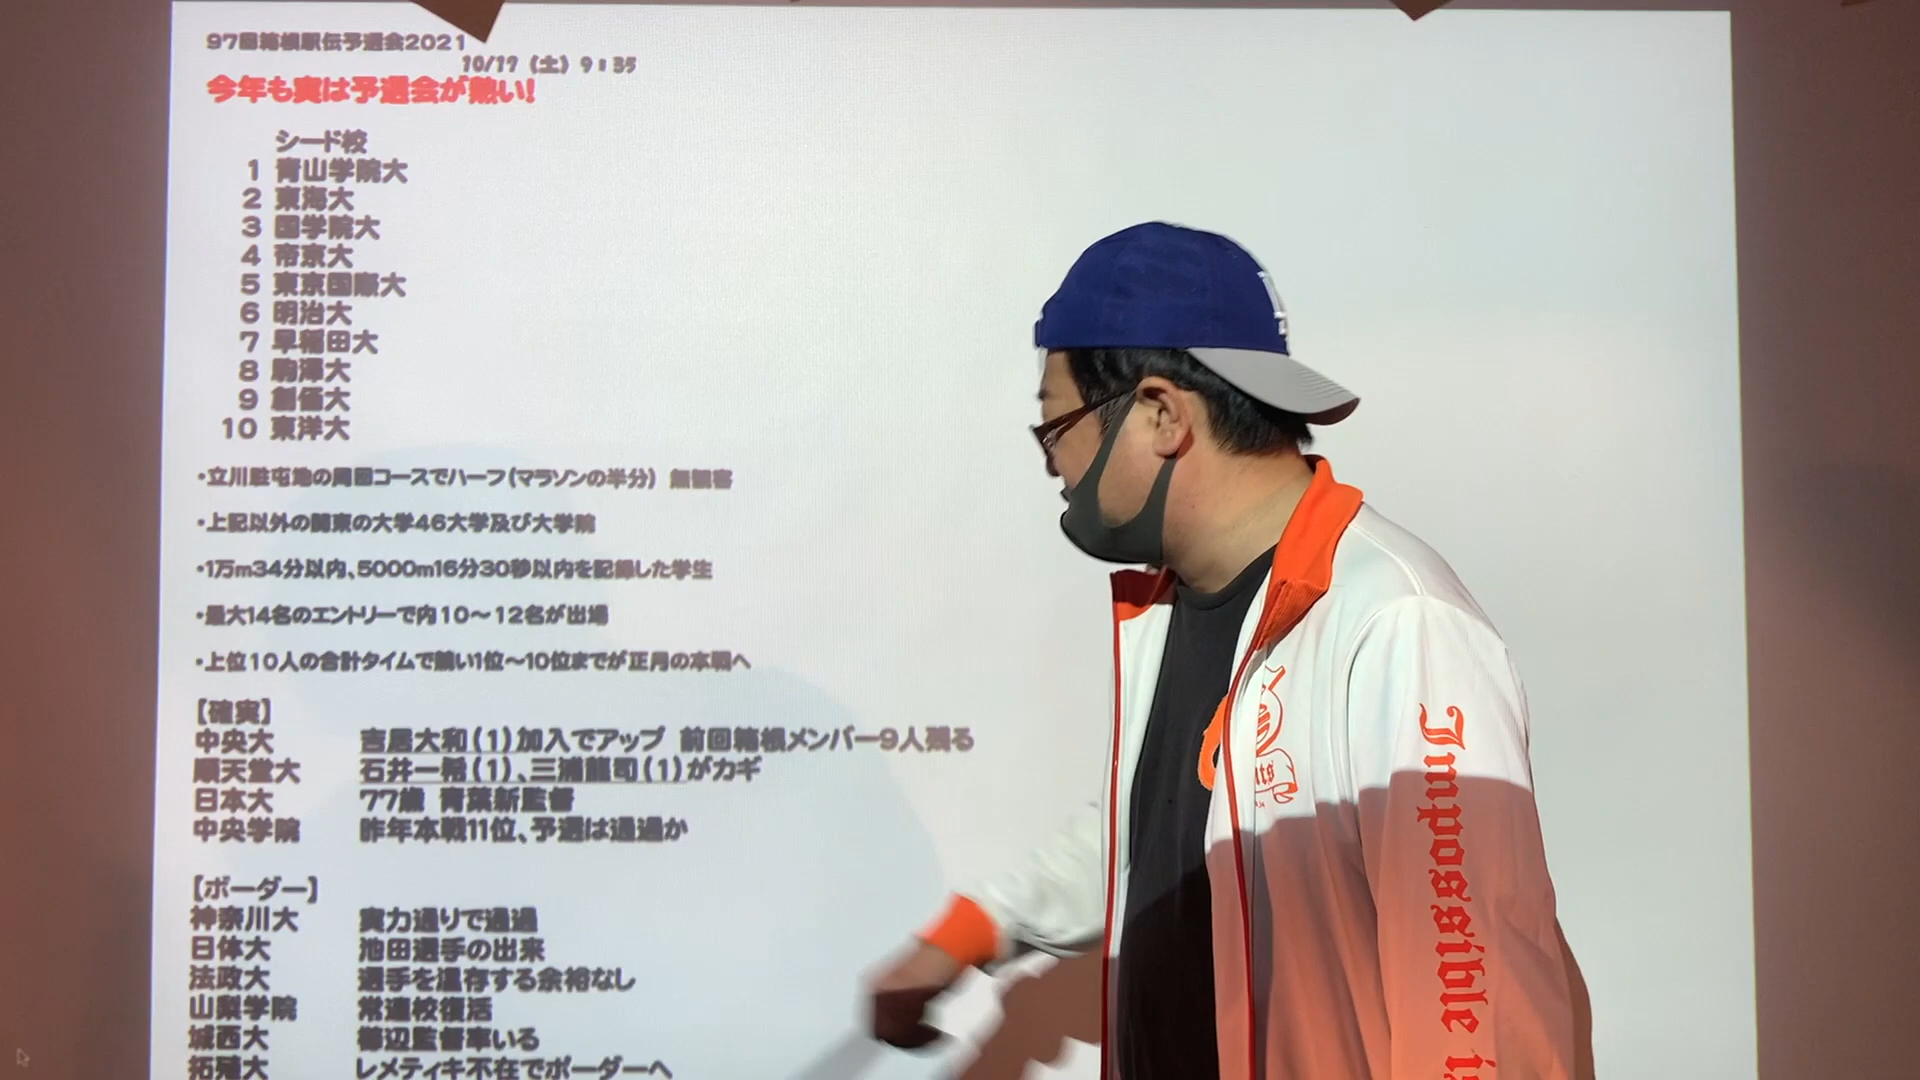 97回箱根駅伝予選会2021
10/17（土）9：35
今年も実は予選会が熱い！
シード校
1 青山学院大
2 東海大
3 国学院大
4 帝京大
5 東京国際大
6 明治大
7 早稲田大
8 駒澤大
9 創価大
10 東洋大
・立川駐屯地の周回コースでハーフ（マラソンの半分） 無観客
・上記以外の関東の大学46大学及び大学院
・1万m34分以内、5000m16分30秒以内を記録した学生
・最大14名のエントリーで内10～12名が出場
・上位10人の合計タイムで競い1位～10位までが正月の本戦へ
【確実】
中央大 吉居大和（1）加入でアップ 前回箱根メンバー9人残る
順天堂大 石井一希（1）、三浦龍司（1）がカギ
日本大 77歳 青葉新監督
中央学院 昨年本戦11位、予選は通過か
【ボーダー】
神奈川大 実力通りで通過
日体大 池田選手の出来
法政大 選手を温存する余裕なし
山梨学院 常連校復活
城西大 櫛辺監督率いる
拓殖大 レメティキ不在でボーダーへ
Impossible